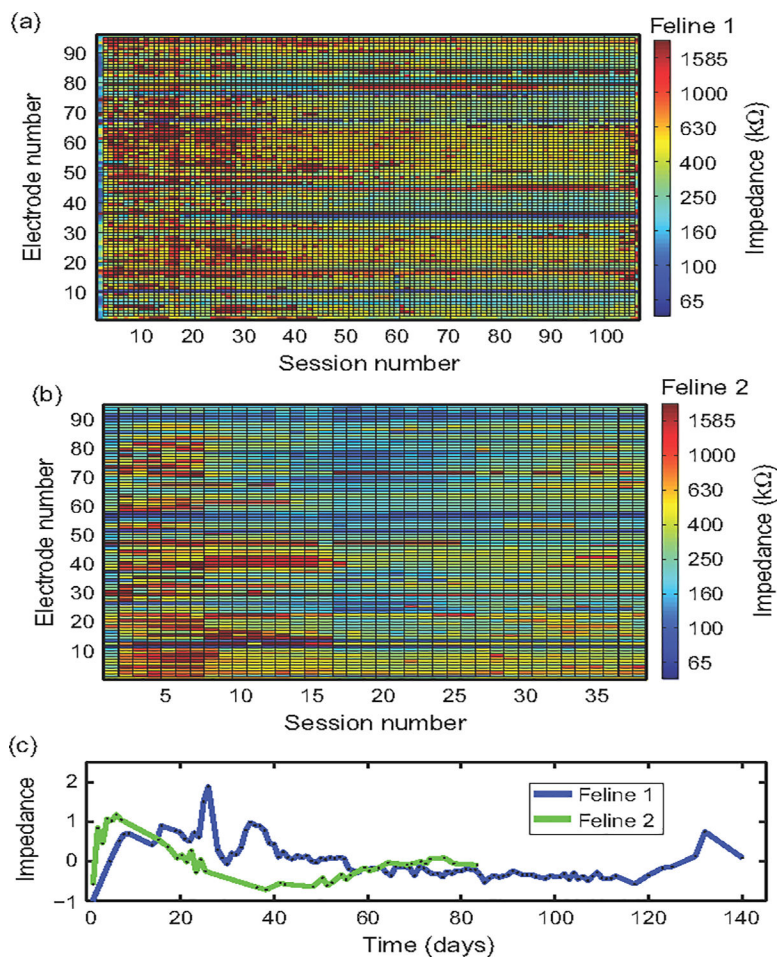 (a)
Feline 1
Electrode number
90
80
70
60
50
40
30
20
10
10 20 30 40 50 60 70 80 90 100
Session number
1585
1000
630
400
250
160
100
65
Impedance (kΩ)
(b)
Feline 2
Electrode number
90
80
70
60
50
40
30
20
10
5 10 15 20 25 30 35
Session number
1585
1000
630
400
250
160
100
65
Impedance (kΩ)
(c)
Impedance
2
1
0
−1
Feline 1
Feline 2
0 20 40 60 80 100 120 140
Time (days)